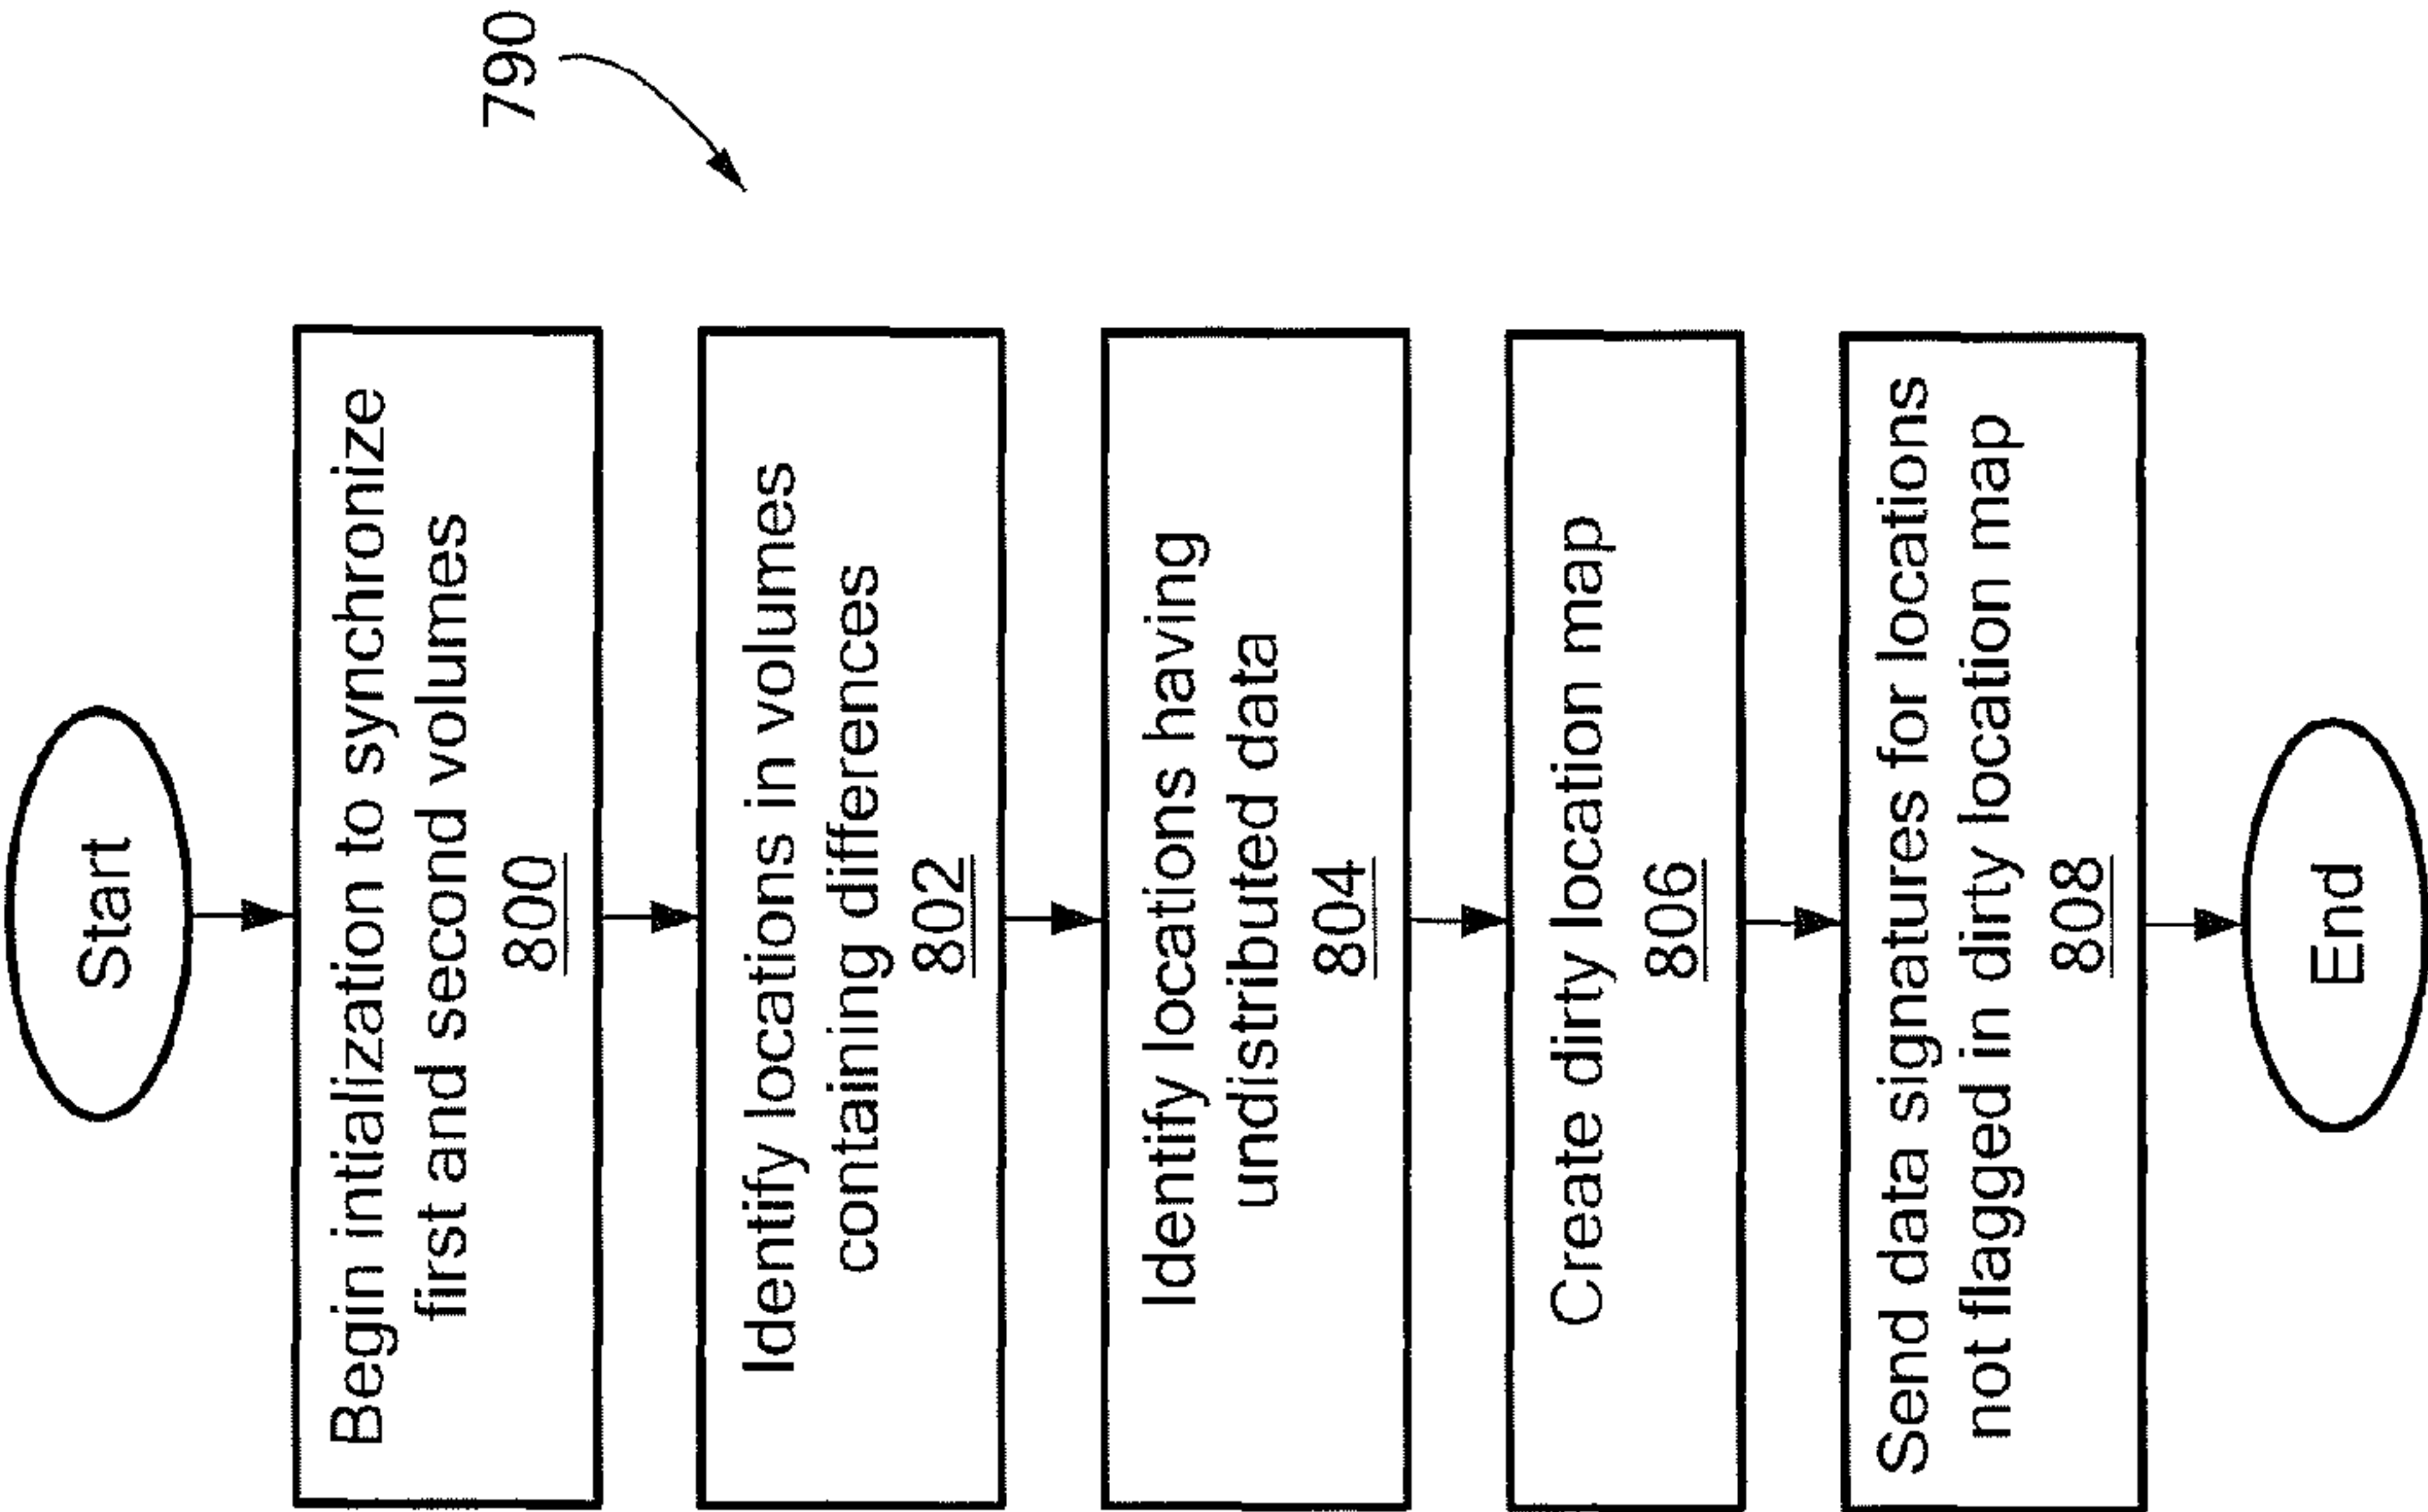 790
Start
Begin intialization to synchronize
first and second volumes
800
Identify locations in volumes
containing differences
802
Identify locations having
undistributed data
804
Create dirty location map
806
Send data signatures for locations
not flagged in dirty location map
808
End